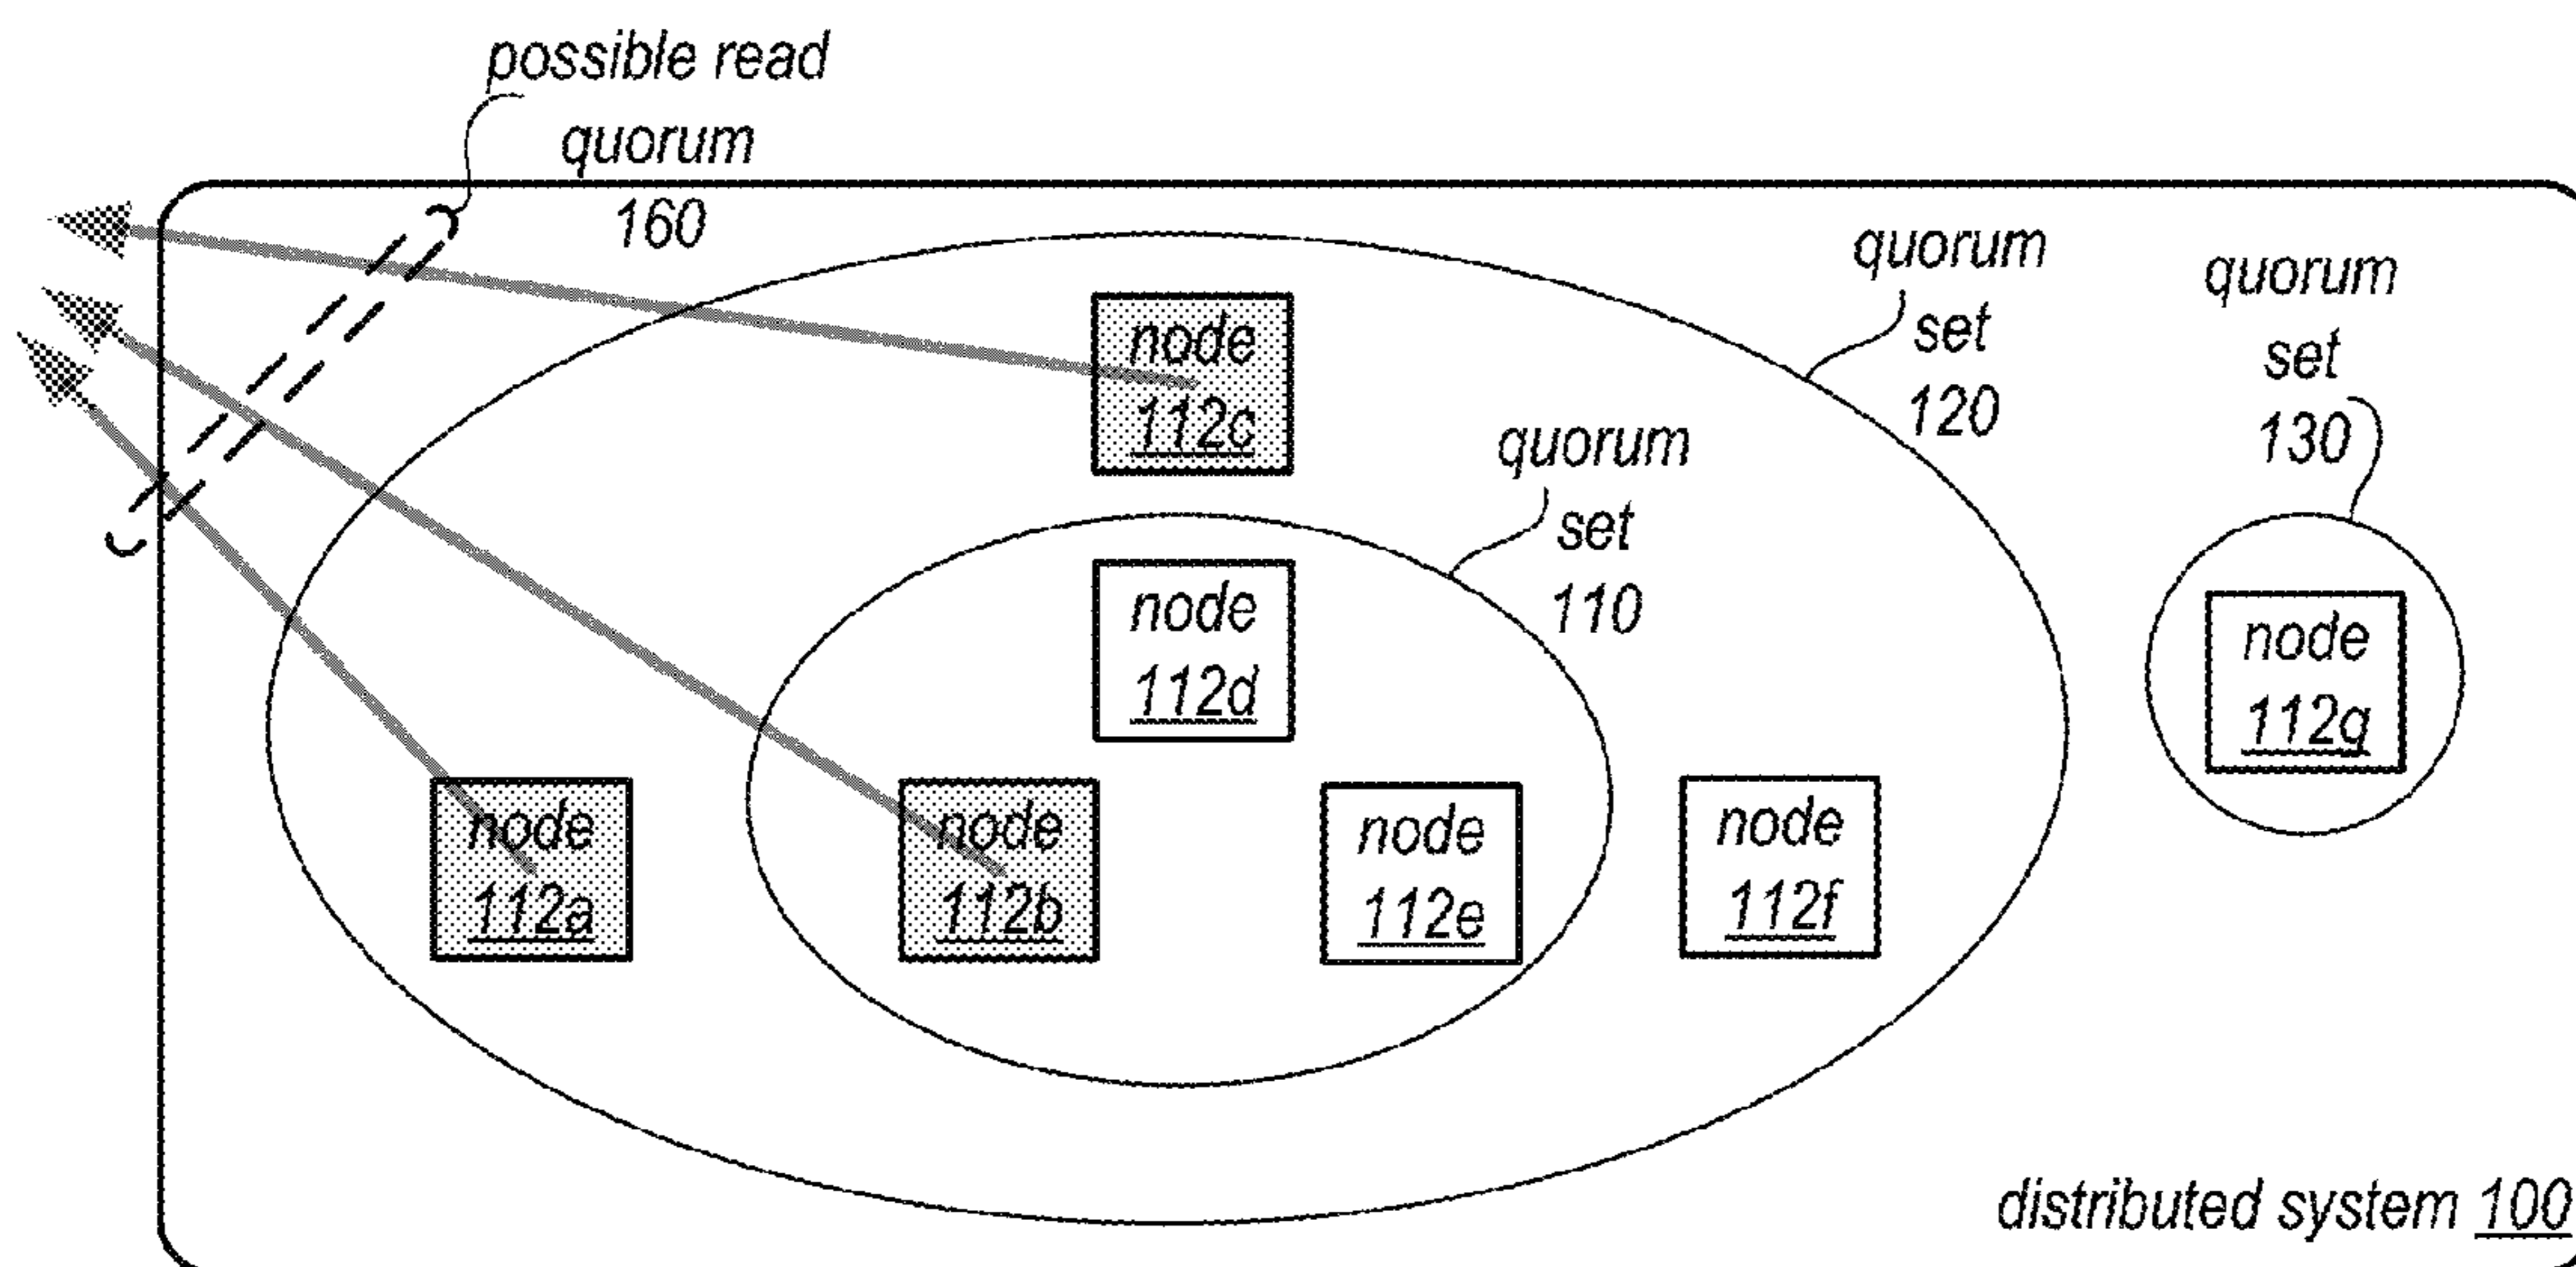 possible read
quorum
160
quorum
set
120
quorum
set
130
node
112c
quorum
set
110
node
112d
node
112g
node
112a
node
112b
node
112e
node
112f
distributed system 100